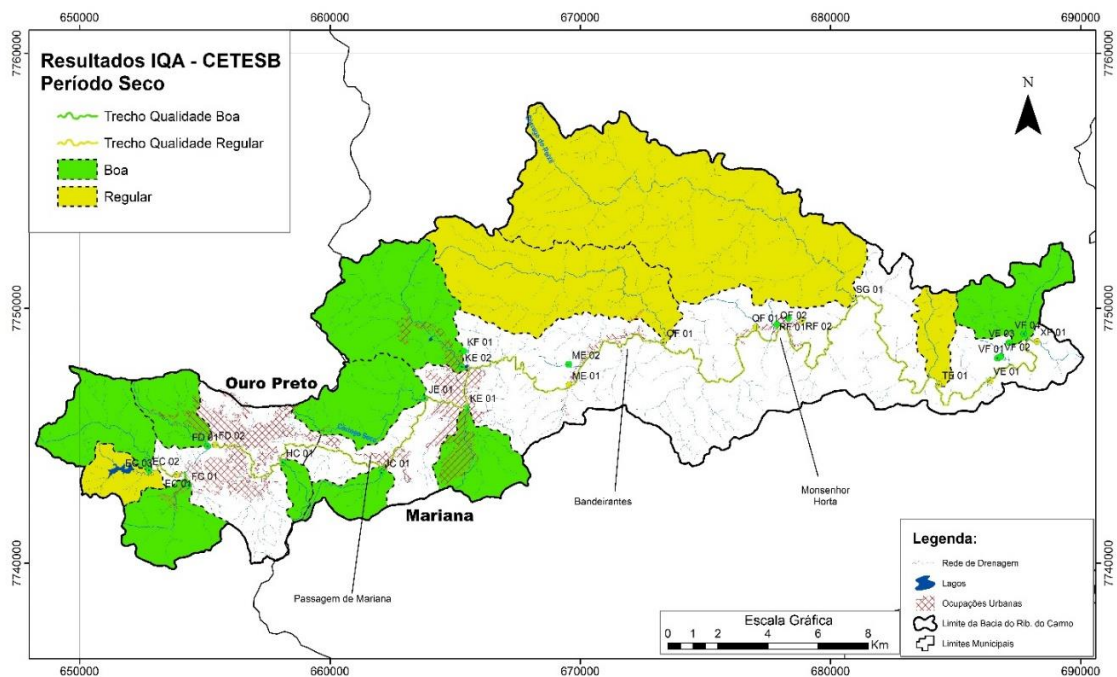 650000
660000
670000
680000
690000
7760000
7760000
Resultados IQA - CETESB
Período Seco
Trecho Qualidade Boa
Trecho Qualidade Regular
Boa
Regular
N
7750000
7750000
SG 01
QF 01
QF 02
RF 01
RF 02
QF 01
VF 03
VF 01
VF 02
XF 01
VE 01
TE 01
KF 01
KE 02
ME 02
ME 01
JE 01
KE 01
Ouro Preto
FD 02
HC 01
JC 01
EC 02
FC 01
EC 01
Mariana
Bandeirantes
Monsenhor
Horta
Passagem de Mariana
7740000
7740000
Escala Gráfica
0 1 2 4 6 8
Km
Legenda:
Rede de Drenagem
Lagos
Ocupações Urbanas
Limite da Bacia do Rib. do Carmo
Limites Municipais
650000
660000
670000
680000
690000